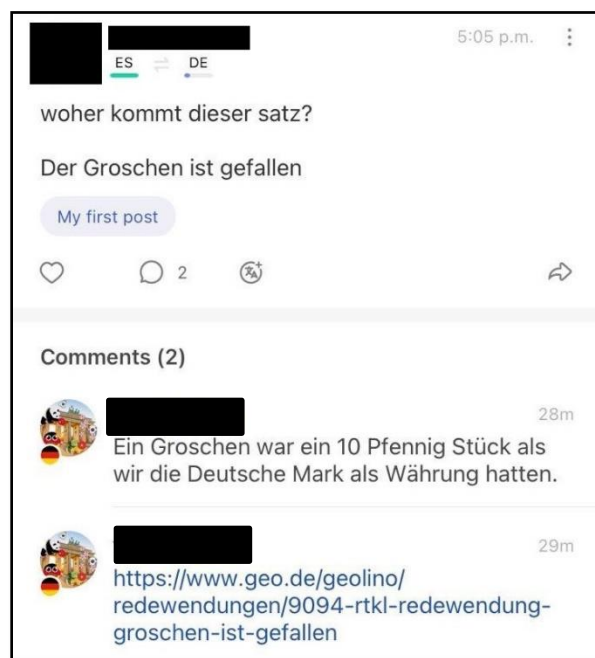 5:05 p.m.
ES DE
woher kommt dieser satz?
Der Groschen ist gefallen
My first post
2
Comments (2)
28m
Ein Groschen war ein 10 Pfennig Stück als
wir die Deutsche Mark als Währung hatten.
29m
https://www.geo.de/geolino/
redewendungen/9094-rtkl-redewendung-
groschen-ist-gefallen